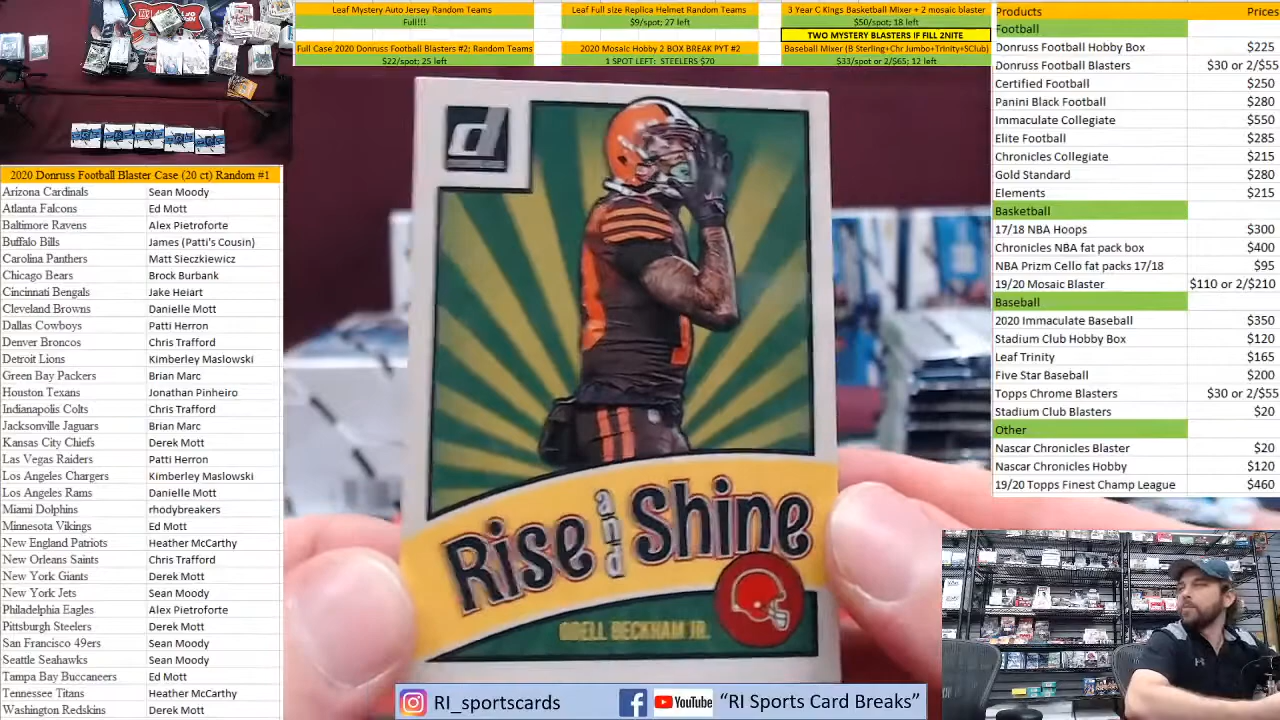 Leaf Mystery Auto Jersey Random Teams
Full!!!
Full Case 2020 Donruss Football Blasters #2; Random Teams
$22/spot; 25 left
Leaf Full size Replica Helmet Random Teams
$9/spot; 27 left
2020 Mosaic Hobby 2 BOX BREAK PYT #2
1 SPOT LEFT: STEELERS $70
3 Year C Kings Basketball Mixer + 2 mosaic blaster
$50/spot; 18 left
TWO MYSTERY BLASTERS IF FILL 2NITE
Baseball Mixer (B Sterling+Chr Jumbo+Trinity+SClub)
$33/spot or 2/$65; 12 left
Products Prices
Football
Donruss Football Hobby Box $225
Donruss Football Blasters $30 or 2/$55
Certified Football $250
Panini Black Football $280
Immaculate Collegiate $550
Elite Football $285
Chronicles Collegiate $215
Gold Standard $280
Elements $215
Basketball
17/18 NBA Hoops $300
Chronicles NBA fat pack box $400
NBA Prizm Cello fat packs 17/18 $95
19/20 Mosaic Blaster $110 or 2/$210
Baseball
2020 Immaculate Baseball $350
Stadium Club Hobby Box $120
Leaf Trinity $165
Five Star Baseball $200
Topps Chrome Blasters $30 or 2/$55
Stadium Club Blasters $20
Other
Nascar Chronicles Blaster $20
Nascar Chronicles Hobby $120
19/20 Topps Finest Champ League $460
2020 Donruss Football Blaster Case (20 ct) Random #1
Arizona Cardinals Sean Moody
Atlanta Falcons Ed Mott
Baltimore Ravens Alex Pietroforte
Buffalo Bills James (Patti's Cousin)
Carolina Panthers Matt Sieczkiewicz
Chicago Bears Brock Burbank
Cincinnati Bengals Jake Heiart
Cleveland Browns Danielle Mott
Dallas Cowboys Patti Herron
Denver Broncos Chris Trafford
Detroit Lions Kimberley Maslowski
Green Bay Packers Brian Marc
Houston Texans Jonathan Pinheiro
Indianapolis Colts Chris Trafford
Jacksonville Jaguars Brian Marc
Kansas City Chiefs Derek Mott
Las Vegas Raiders Patti Herron
Los Angeles Chargers Kimberley Maslowski
Los Angeles Rams Danielle Mott
Miami Dolphins rhodybreakers
Minnesota Vikings Ed Mott
New England Patriots Heather McCarthy
New Orleans Saints Chris Trafford
New York Giants Derek Mott
New York Jets Sean Moody
Philadelphia Eagles Alex Pietroforte
Pittsburgh Steelers Derek Mott
San Francisco 49ers Sean Moody
Seattle Seahawks Sean Moody
Tampa Bay Buccaneers Ed Mott
Tennessee Titans Heather McCarthy
Washington Redskins Derek Mott
d
Rise and Shine
ODELL BECKHAM JR.
RI_sportscards
YouTube "RI Sports Card Breaks"